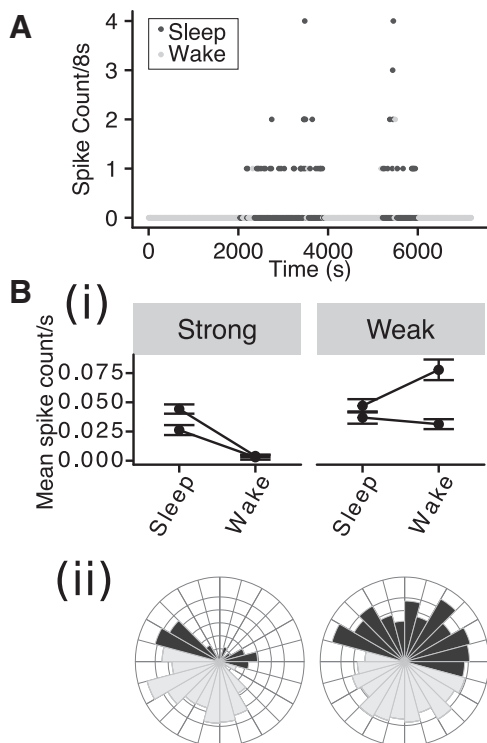 A
Sleep
Wake
Spike Count/8s
4
3
2
1
0
0 2000 4000 6000
Time (s)
B (i)
Strong Weak
Mean spike count/s
0.075
0.050
0.025
0.000
Sleep Wake Sleep Wake
(ii)